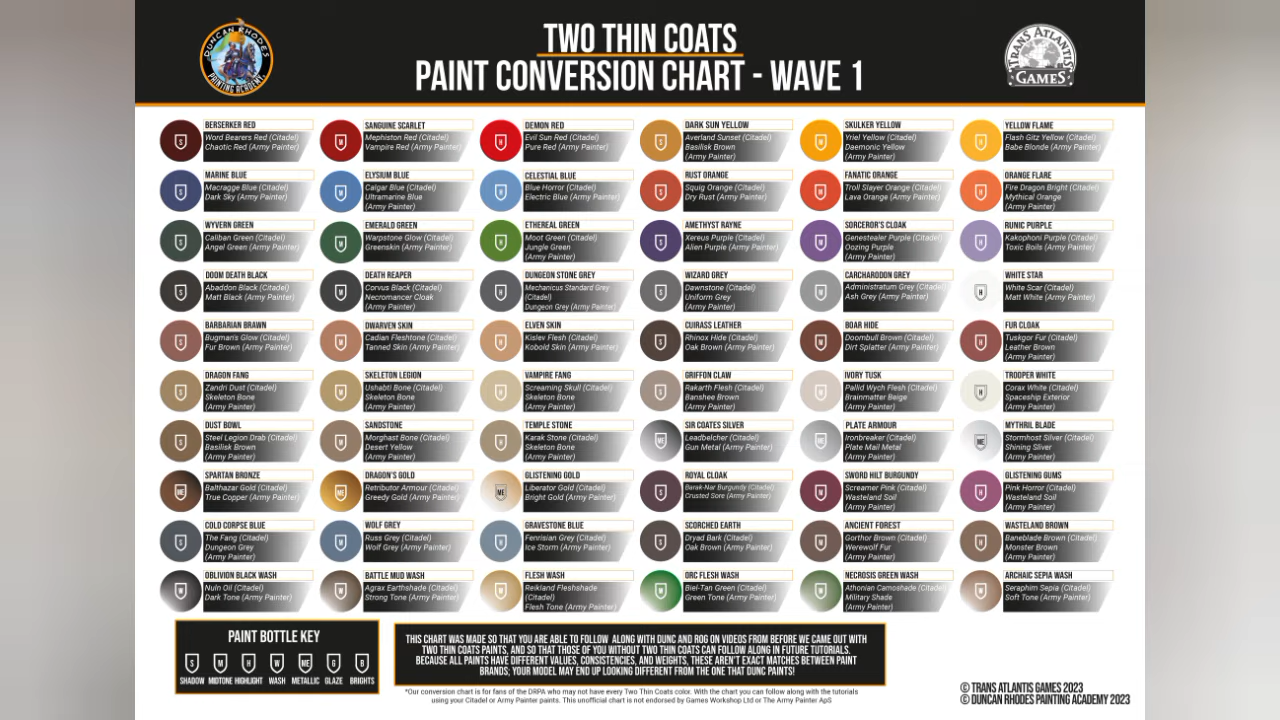 DUNCAN RHODES
PAINTING ACADEMY
TWO THIN COATS
PAINT CONVERSION CHART - WAVE 1
TRANS ATLANTIS
GAMES
BERSERKER RED
Word Bearers Red (Citadel)
Chaotic Red (Army Painter)
SANGUINE SCARLET
Mephiston Red (Citadel)
Vampire Red (Army Painter)
DEMON RED
Evil Sun Red (Citadel)
Pure Red (Army Painter)
DARK SUN YELLOW
Averland Sunset (Citadel)
Basilisk Brown
(Army Painter)
SKULKER YELLOW
Yriel Yellow (Citadel)
Daemonic Yellow
(Army Painter)
YELLOW FLAME
Flash Gitz Yellow (Citadel)
Babe Blonde (Army Painter)
MARINE BLUE
Macragge Blue (Citadel)
Dark Sky (Army Painter)
ELYSIUM BLUE
Calgar Blue (Citadel)
Ultramarine Blue
(Army Painter)
CELESTIAL BLUE
Blue Horror (Citadel)
Electric Blue (Army Painter)
RUST ORANGE
Squig Orange (Citadel)
Dry Rust (Army Painter)
FANATIC ORANGE
Troll Slayer Orange (Citadel)
Lava Orange (Army Painter)
ORANGE FLARE
Fire Dragon Bright (Citadel)
Mythical Orange
(Army Painter)
WYVERN GREEN
Caliban Green (Citadel)
Angel Green (Army Painter)
EMERALD GREEN
Warpstone Glow (Citadel)
Greenskin (Army Painter)
ETHEREAL GREEN
Moot Green (Citadel)
Jungle Green
(Army Painter)
AMETHYST RAYNE
Xereus Purple (Citadel)
Alien Purple (Army Painter)
SORCEROR'S CLOAK
Genestealer Purple (Citadel)
Oozing Purple
(Army Painter)
RUNIC PURPLE
Kakophoni Purple (Citadel)
Toxic Boils (Army Painter)
DOOM DEATH BLACK
Abaddon Black (Citadel)
Matt Black (Army Painter)
DEATH REAPER
Corvus Black (Citadel)
Necromancer Cloak
(Army Painter)
DUNGEON STONE GREY
Mechanicus Standard Grey
(Citadel)
Dungeon Grey (Army Painter)
WIZARD GREY
Dawnstone (Citadel)
Uniform Grey
(Army Painter)
CARCHARODON GREY
Administratum Grey (Citadel)
Ash Grey (Army Painter)
WHITE STAR
White Scar (Citadel)
Matt White (Army Painter)
BARBARIAN BRAWN
Bugman's Glow (Citadel)
Fur Brown (Army Painter)
DWARVEN SKIN
Cadian Fleshtone (Citadel)
Tanned Skin (Army Painter)
ELVEN SKIN
Kislev Flesh (Citadel)
Kobold Skin (Army Painter)
CUIRASS LEATHER
Rhinox Hide (Citadel)
Oak Brown (Army Painter)
BOAR HIDE
Doombull Brown (Citadel)
Dirt Splatter (Army Painter)
FUR CLOAK
Tuskgor Fur (Citadel)
Leather Brown
(Army Painter)
DRAGON FANG
Zandri Dust (Citadel)
Skeleton Bone
(Army Painter)
SKELETON LEGION
Ushabti Bone (Citadel)
Skeleton Bone
(Army Painter)
VAMPIRE FANG
Screaming Skull (Citadel)
Skeleton Bone
(Army Painter)
GRIFFON CLAW
Rakarth Flesh (Citadel)
Banshee Brown
(Army Painter)
IVORY TUSK
Pallid Wych Flesh (Citadel)
Brainmatter Beige
(Army Painter)
TROOPER WHITE
Corax White (Citadel)
Spaceship Exterior
(Army Painter)
DUST BOWL
Steel Legion Drab (Citadel)
Basilisk Brown
(Army Painter)
SANDSTONE
Morghast Bone (Citadel)
Desert Yellow
(Army Painter)
TEMPLE STONE
Karak Stone (Citadel)
Skeleton Bone
(Army Painter)
SIR COATES SILVER
Leadbelcher (Citadel)
Gun Metal (Army Painter)
PLATE ARMOUR
Ironbreaker (Citadel)
Plate Mail Metal
(Army Painter)
MYTHRIL BLADE
Stormhost Silver (Citadel)
Shining Silver
(Army Painter)
SPARTAN BRONZE
Balthazar Gold (Citadel)
True Copper (Army Painter)
DRAGON'S GOLD
Retributor Armour (Citadel)
Greedy Gold (Army Painter)
GLISTENING GOLD
Liberator Gold (Citadel)
Bright Gold (Army Painter)
ROYAL CLOAK
Barak-Nar Burgundy (Citadel)
Crusted Sore (Army Painter)
SWORD HILT BURGUNDY
Screamer Pink (Citadel)
Wasteland Soil
(Army Painter)
GLISTENING GUMS
Pink Horror (Citadel)
Wasteland Soil
(Army Painter)
COLD CORPSE BLUE
The Fang (Citadel)
Dungeon Grey
(Army Painter)
WOLF GREY
Russ Grey (Citadel)
Wolf Grey (Army Painter)
GRAVESTONE BLUE
Fenrisian Grey (Citadel)
Ice Storm (Army Painter)
SCORCHED EARTH
Dryad Bark (Citadel)
Oak Brown (Army Painter)
ANCIENT FOREST
Gorthor Brown (Citadel)
Werewolf Fur
(Army Painter)
WASTELAND BROWN
Baneblade Brown (Citadel)
Monster Brown
(Army Painter)
OBLIVION BLACK WASH
Nuln Oil (Citadel)
Dark Tone (Army Painter)
BATTLE MUD WASH
Agrax Earthshade (Citadel)
Strong Tone (Army Painter)
FLESH WASH
Reikland Fleshshade
(Citadel)
Flesh Tone (Army Painter)
ORC FLESH WASH
Biel-Tan Green (Citadel)
Green Tone (Army Painter)
NECROSIS GREEN WASH
Athonian Camoshade (Citadel)
Military Shade
(Army Painter)
ARCHAIC SEPIA WASH
Seraphim Sepia (Citadel)
Soft Tone (Army Painter)
PAINT BOTTLE KEY
S M H W ME G B
SHADOW MIDTONE HIGHLIGHT WASH METALLIC GLAZE BRIGHTS
THIS CHART WAS MADE SO THAT YOU ARE ABLE TO FOLLOW ALONG WITH DUNC AND ROG ON VIDEOS FROM BEFORE WE CAME OUT WITH
TWO THIN COATS PAINTS, AND SO THAT THOSE OF YOU WITHOUT TWO THIN COATS CAN FOLLOW ALONG IN FUTURE TUTORIALS.
BECAUSE ALL PAINTS HAVE DIFFERENT VALUES, CONSISTENCIES, AND WEIGHTS, THESE AREN'T EXACT MATCHES BETWEEN PAINT
BRANDS; YOUR MODEL MAY END UP LOOKING DIFFERENT FROM THE ONE THAT DUNC PAINTS!
*Our conversion chart is for fans of the DRPA who may not have every Two Thin Coats color. With the chart you can follow along with the tutorials
using your Citadel or Army Painter paints. This unofficial chart is not endorsed by Games Workshop Ltd or The Army Painter ApS
© TRANS ATLANTIS GAMES 2023
© DUNCAN RHODES PAINTING ACADEMY 2023